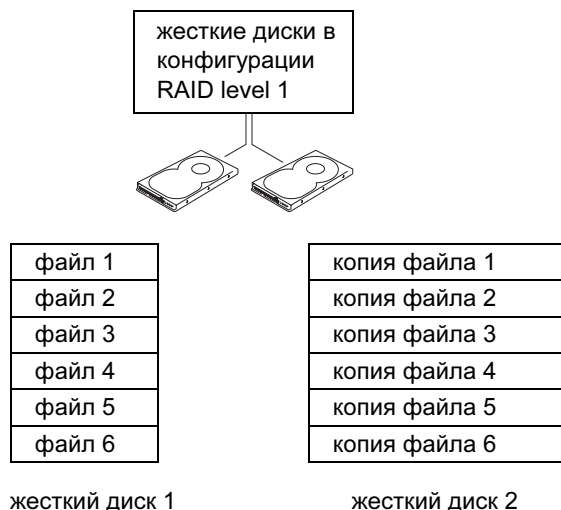 жесткие диски в
конфигурации
RAID level 1
файл 1
копия файла 1
файл 2
копия файла 2
файл 3
копия файла 3
файл 4
копия файла 4
файл 5
копия файла 5
файл 6
копия файла 6
жесткий диск 1
жесткий диск 2